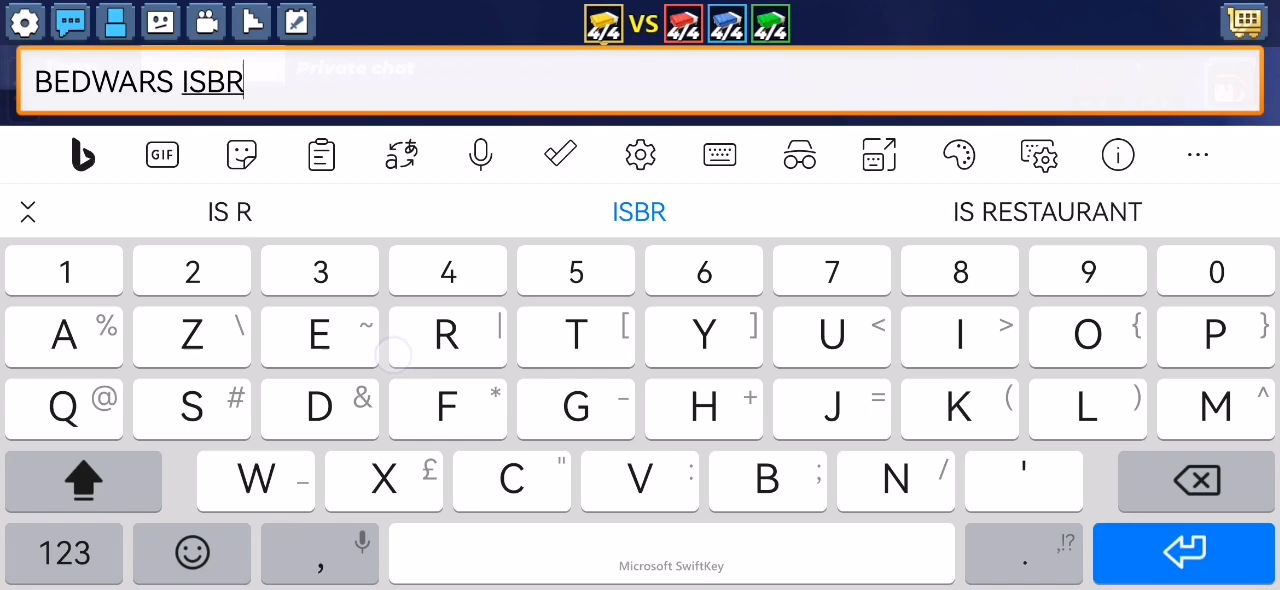 4/4 VS 4/4 4/4 4/4
Private chat
BEDWARS ISBR
GIF
IS R ISBR IS RESTAURANT
1 2 3 4 5 6 7 8 9 0
A % Z \ E ~ R | T [ Y ] U < I > O { P }
Q @ S # D & F * G - H + J = K ( L ) M ^
W _ X £ C " V : B ; N / '
123 , Microsoft SwiftKey . ,!?